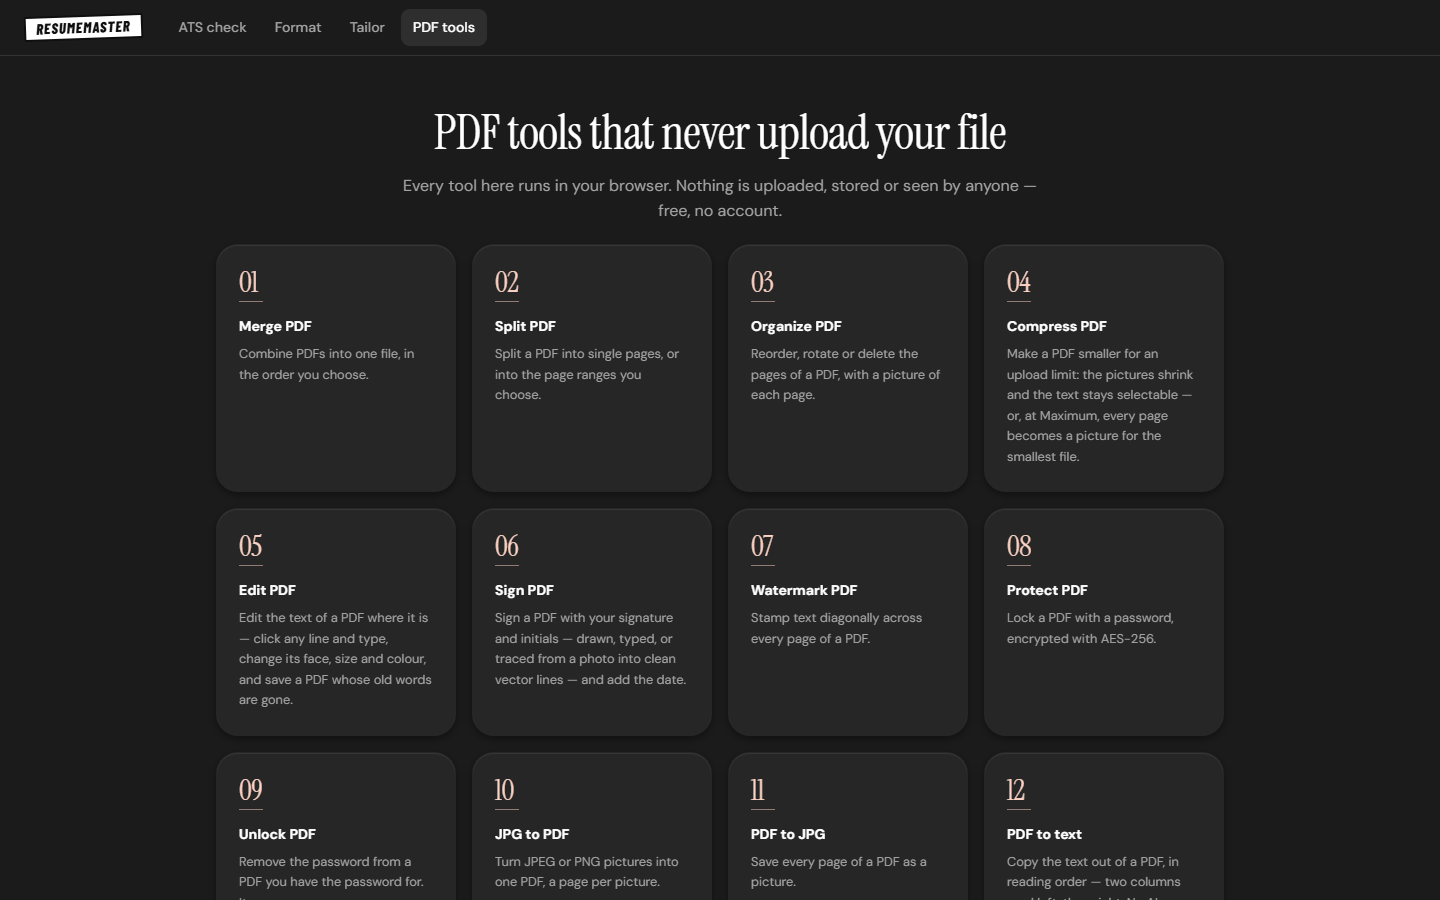 RESUMEMASTER
ATS check
Format
Tailor
PDF tools
PDF tools that never upload your file
Every tool here runs in your browser. Nothing is uploaded, stored or seen by anyone —
free, no account.
01
Merge PDF
Combine PDFs into one file, in
the order you choose.
02
Split PDF
Split a PDF into single pages, or
into the page ranges you
choose.
03
Organize PDF
Reorder, rotate or delete the
pages of a PDF, with a picture of
each page.
04
Compress PDF
Make a PDF smaller for an
upload limit: the pictures shrink
and the text stays selectable —
or, at Maximum, every page
becomes a picture for the
smallest file.
05
Edit PDF
Edit the text of a PDF where it is
— click any line and type,
change its face, size and colour,
and save a PDF whose old words
are gone.
06
Sign PDF
Sign a PDF with your signature
and initials — drawn, typed, or
traced from a photo into clean
vector lines — and add the date.
07
Watermark PDF
Stamp text diagonally across
every page of a PDF.
08
Protect PDF
Lock a PDF with a password,
encrypted with AES-256.
09
Unlock PDF
Remove the password from a
PDF you have the password for.
10
JPG to PDF
Turn JPEG or PNG pictures into
one PDF, a page per picture.
11
PDF to JPG
Save every page of a PDF as a
picture.
12
PDF to text
Copy the text out of a PDF, in
reading order — two columns